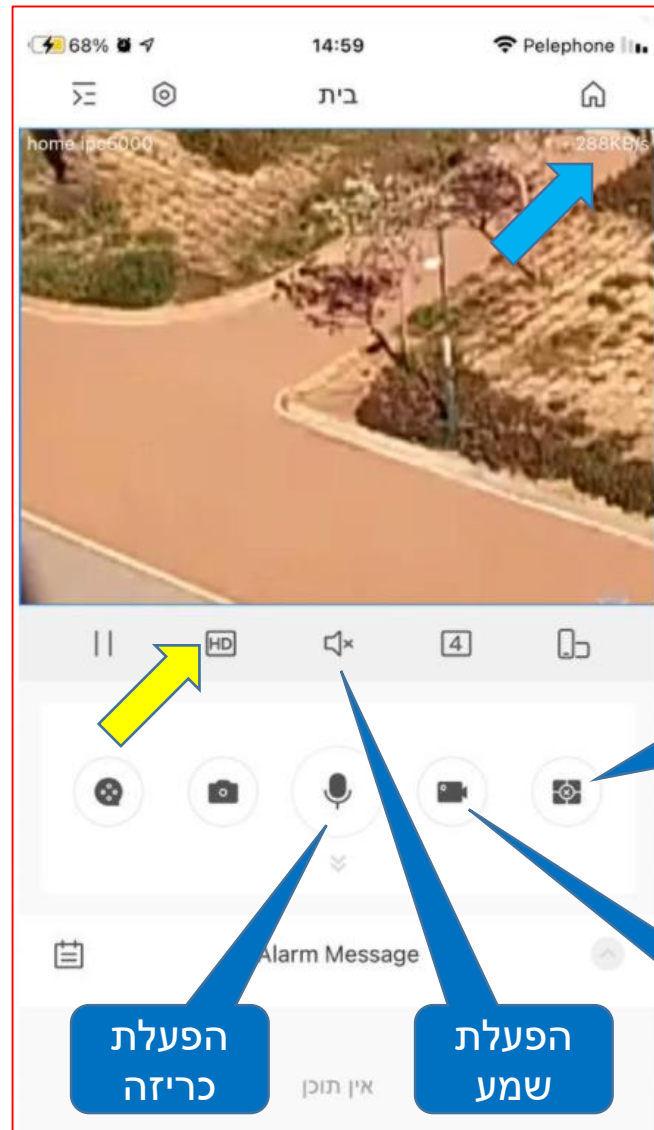 68%
14:59
Pelephone
בית
home ipc6000
288KB/s
HD
4
Alarm Message
הפעלת
כריזה
הפעלת
שמע
אין תוכן